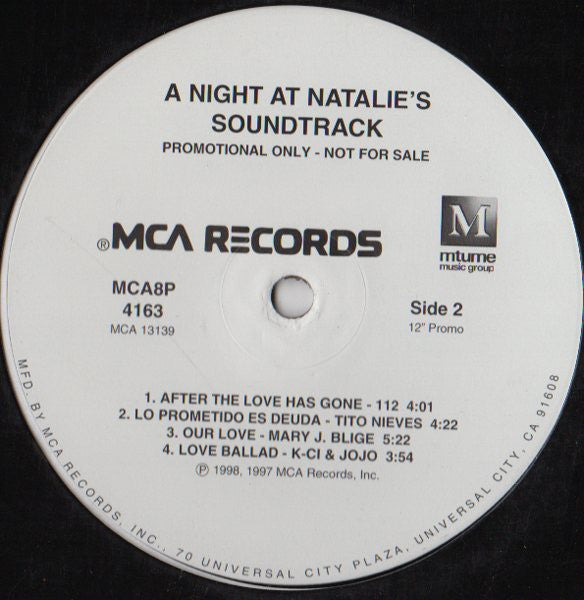 A NIGHT AT NATALIE'S
SOUNDTRACK
PROMOTIONAL ONLY - NOT FOR SALE
M
mtume
music group
® MCA RECORDS
MCA8P
4163
MCA 13139
Side 2
12" Promo
1. AFTER THE LOVE HAS GONE - 112 4:01
2. LO PROMETIDO ES DEUDA - TITO NIEVES 4:22
3. OUR LOVE - MARY J. BLIGE 5:22
4. LOVE BALLAD - K-CI & JOJO 3:54
℗ 1998, 1997 MCA Records, Inc.
MFD. BY MCA RECORDS, INC., 70 UNIVERSAL CITY PLAZA, UNIVERSAL CITY, CA 91608